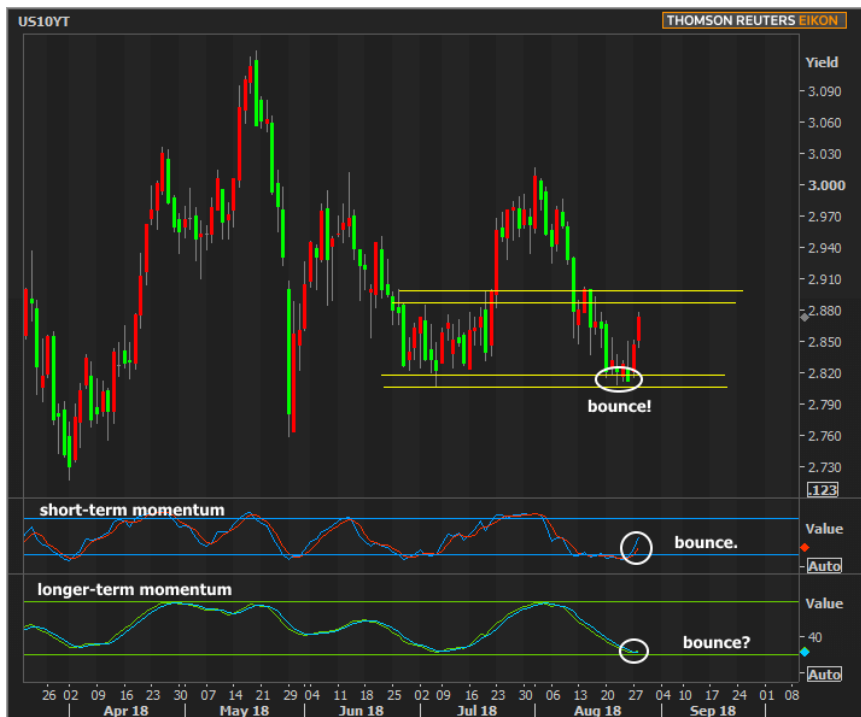 US10YT
THOMSON REUTERS EIKON
Yield
3.090
3.060
3.030
3.000
2.970
2.940
2.910
2.880
2.850
2.820
2.790
2.760
2.730
.123
bounce!
short-term momentum
bounce.
Value
Auto
longer-term momentum
bounce?
Value
40
Auto
26 02 09 16 23 30 07 14 21 29 04 11 18 25 02 09 16 23 30 06 13 20 27 04 10 17 24 01 08
Apr 18 May 18 Jun 18 Jul 18 Aug 18 Sep 18